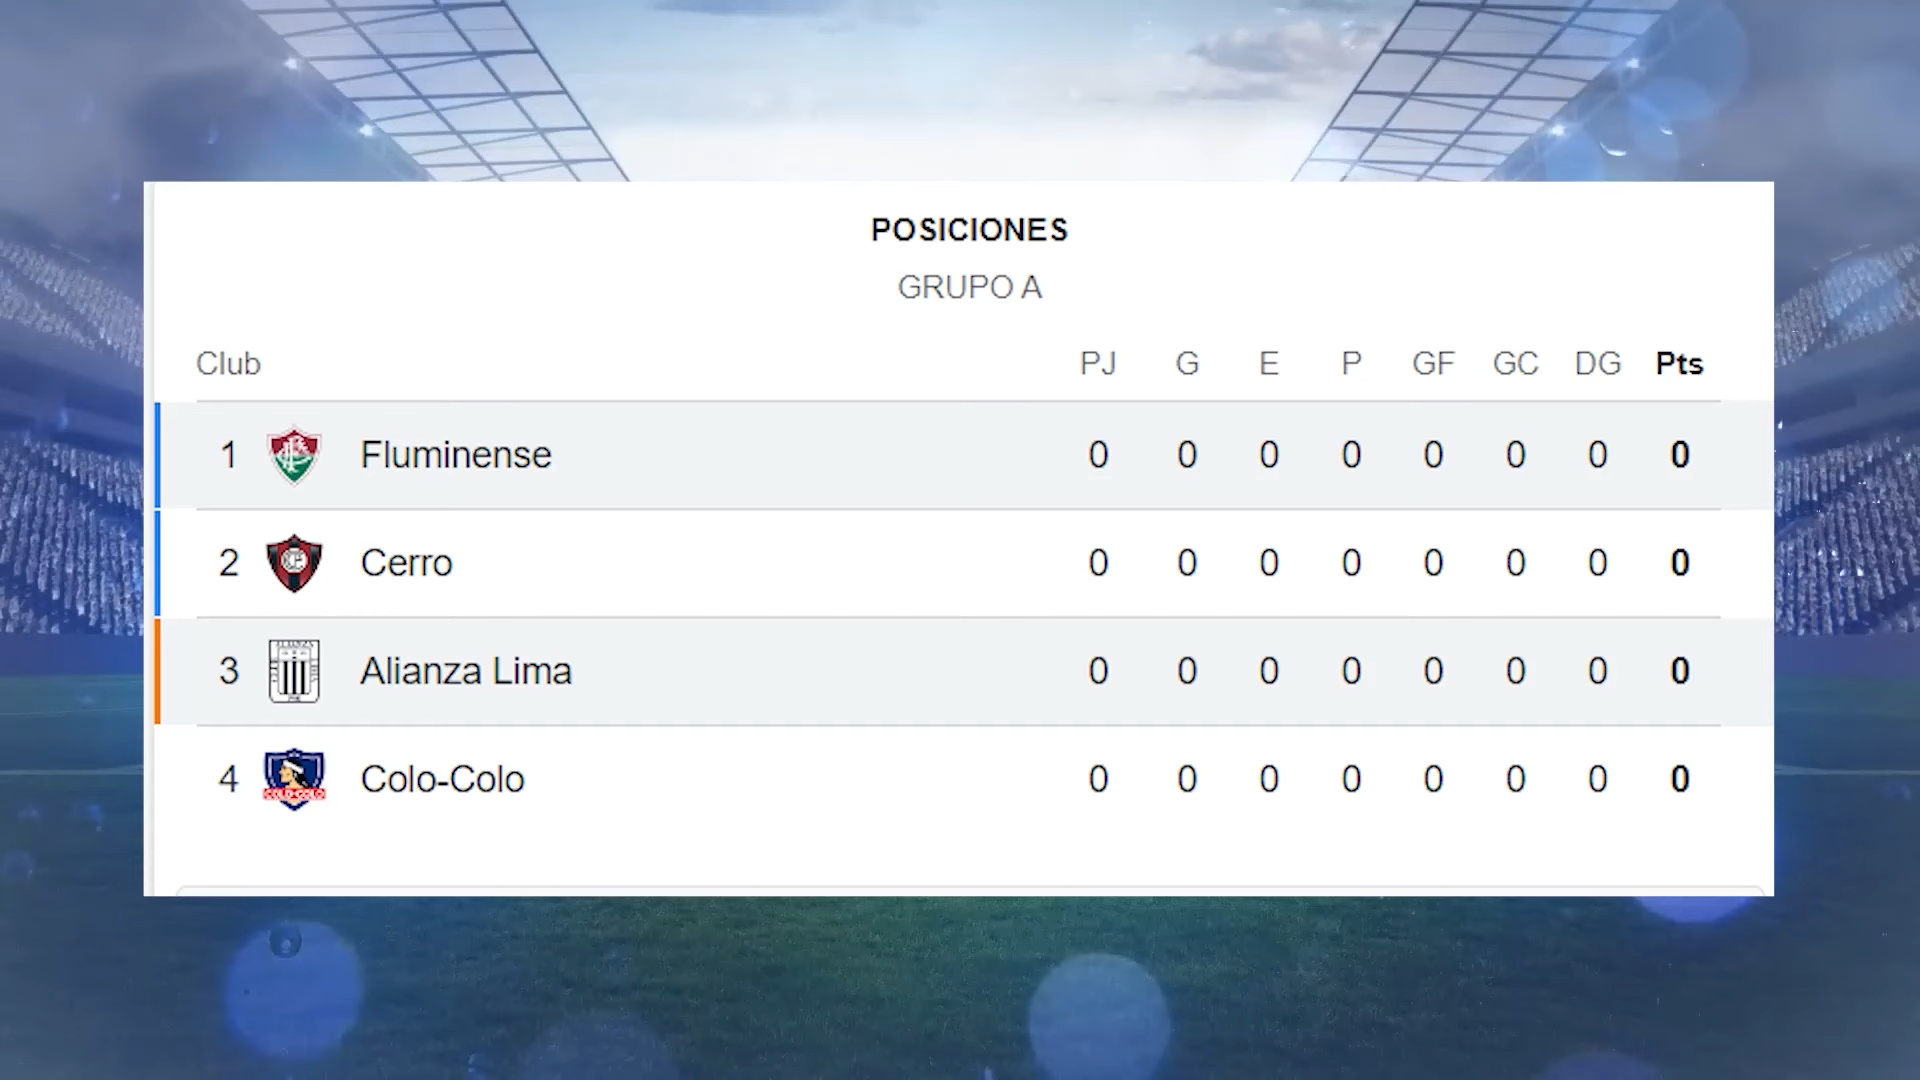 POSICIONES
GRUPO A
Club PJ G E P GF GC DG Pts
1 Fluminense 0 0 0 0 0 0 0 0
2 Cerro 0 0 0 0 0 0 0 0
3 Alianza Lima 0 0 0 0 0 0 0 0
4 COLO-COLO Colo-Colo 0 0 0 0 0 0 0 0